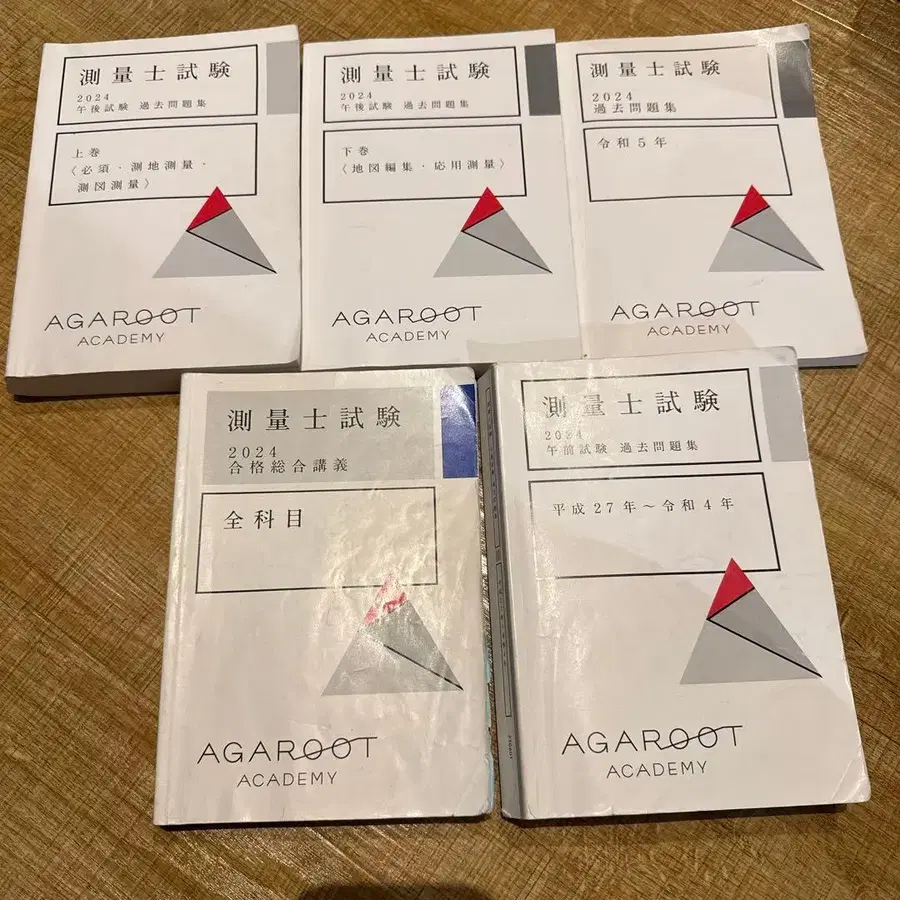 測量士試験
2024
午後試験 過去問題集
上巻
〈必須・測地測量・
測図測量〉
AGAROOT
ACADEMY
測量士試験
2024
午後試験 過去問題集
下巻
〈地図編集・応用測量〉
AGAROOT
ACADEMY
測量士試験
2024
過去問題集
令和5年
AGAROOT
ACADEMY
測量士試験
2024
合格総合講義
全科目
AGAROOT
ACADEMY
測量士試験
2024
午前試験 過去問題集
平成27年～令和4年
AGAROOT
ACADEMY